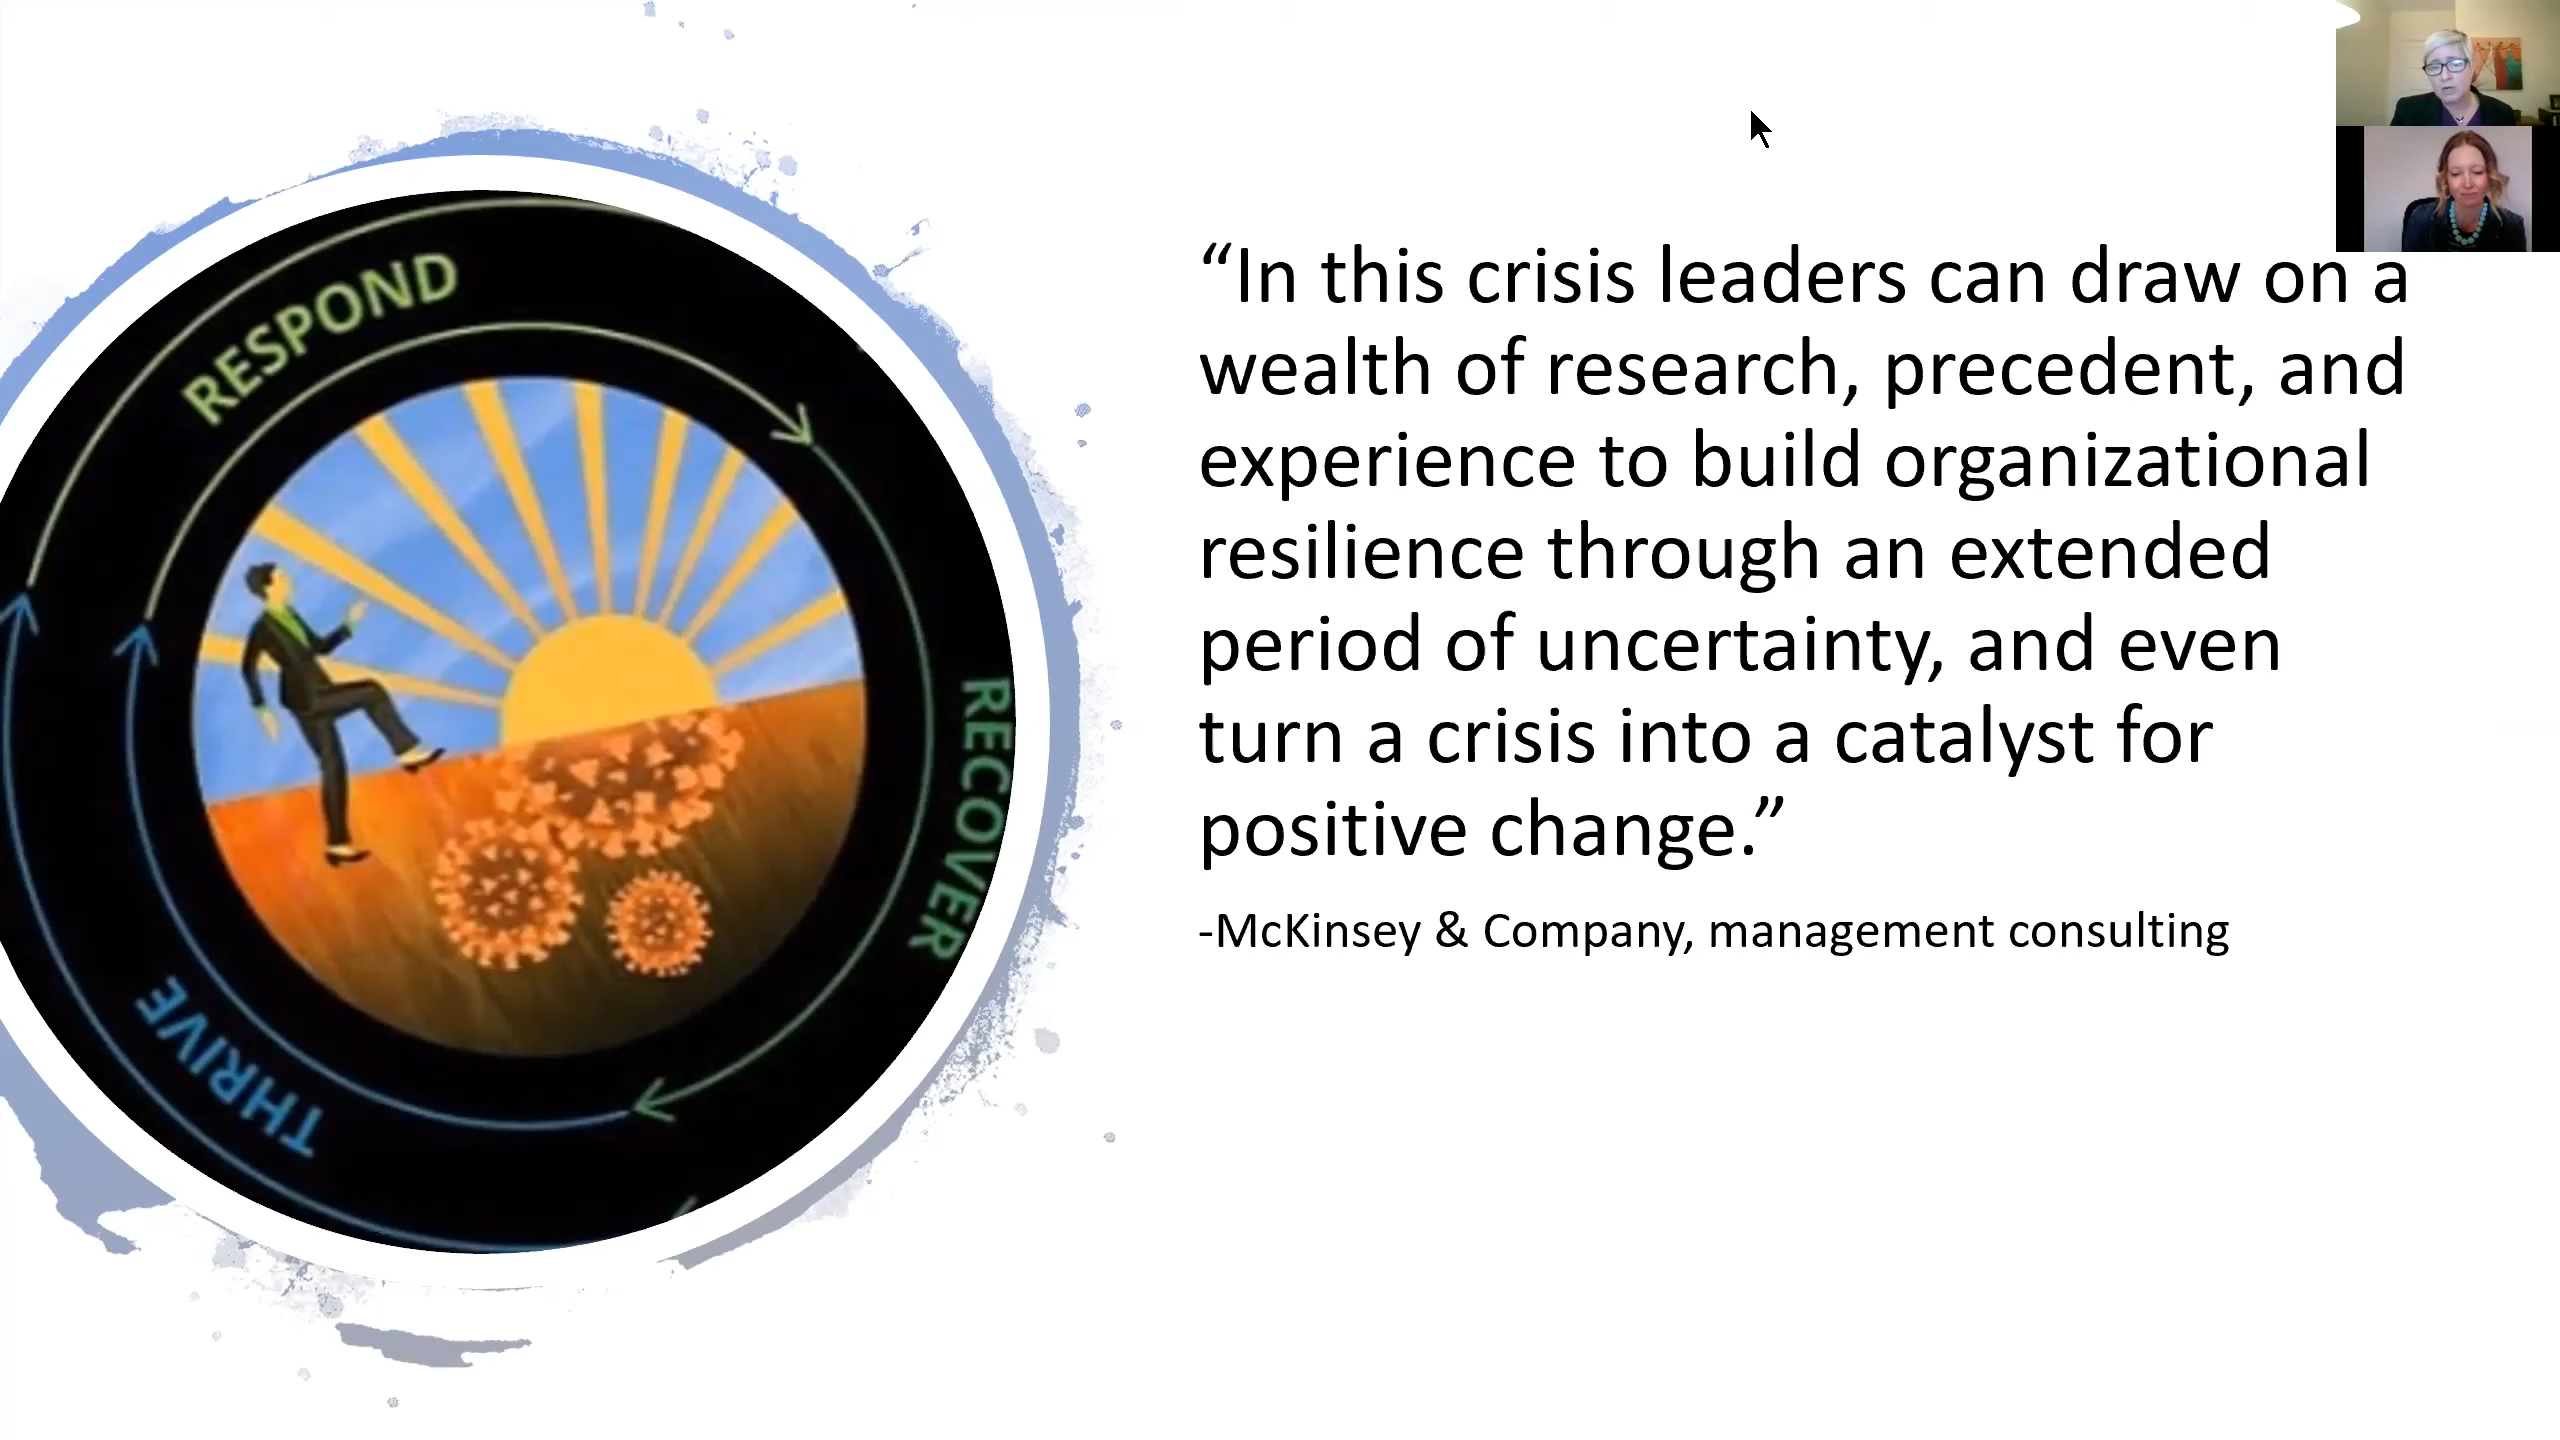 RESPOND
RECOVER
THRIVE
“In this crisis leaders can draw on a
wealth of research, precedent, and
experience to build organizational
resilience through an extended
period of uncertainty, and even
turn a crisis into a catalyst for
positive change.”
-McKinsey & Company, management consulting